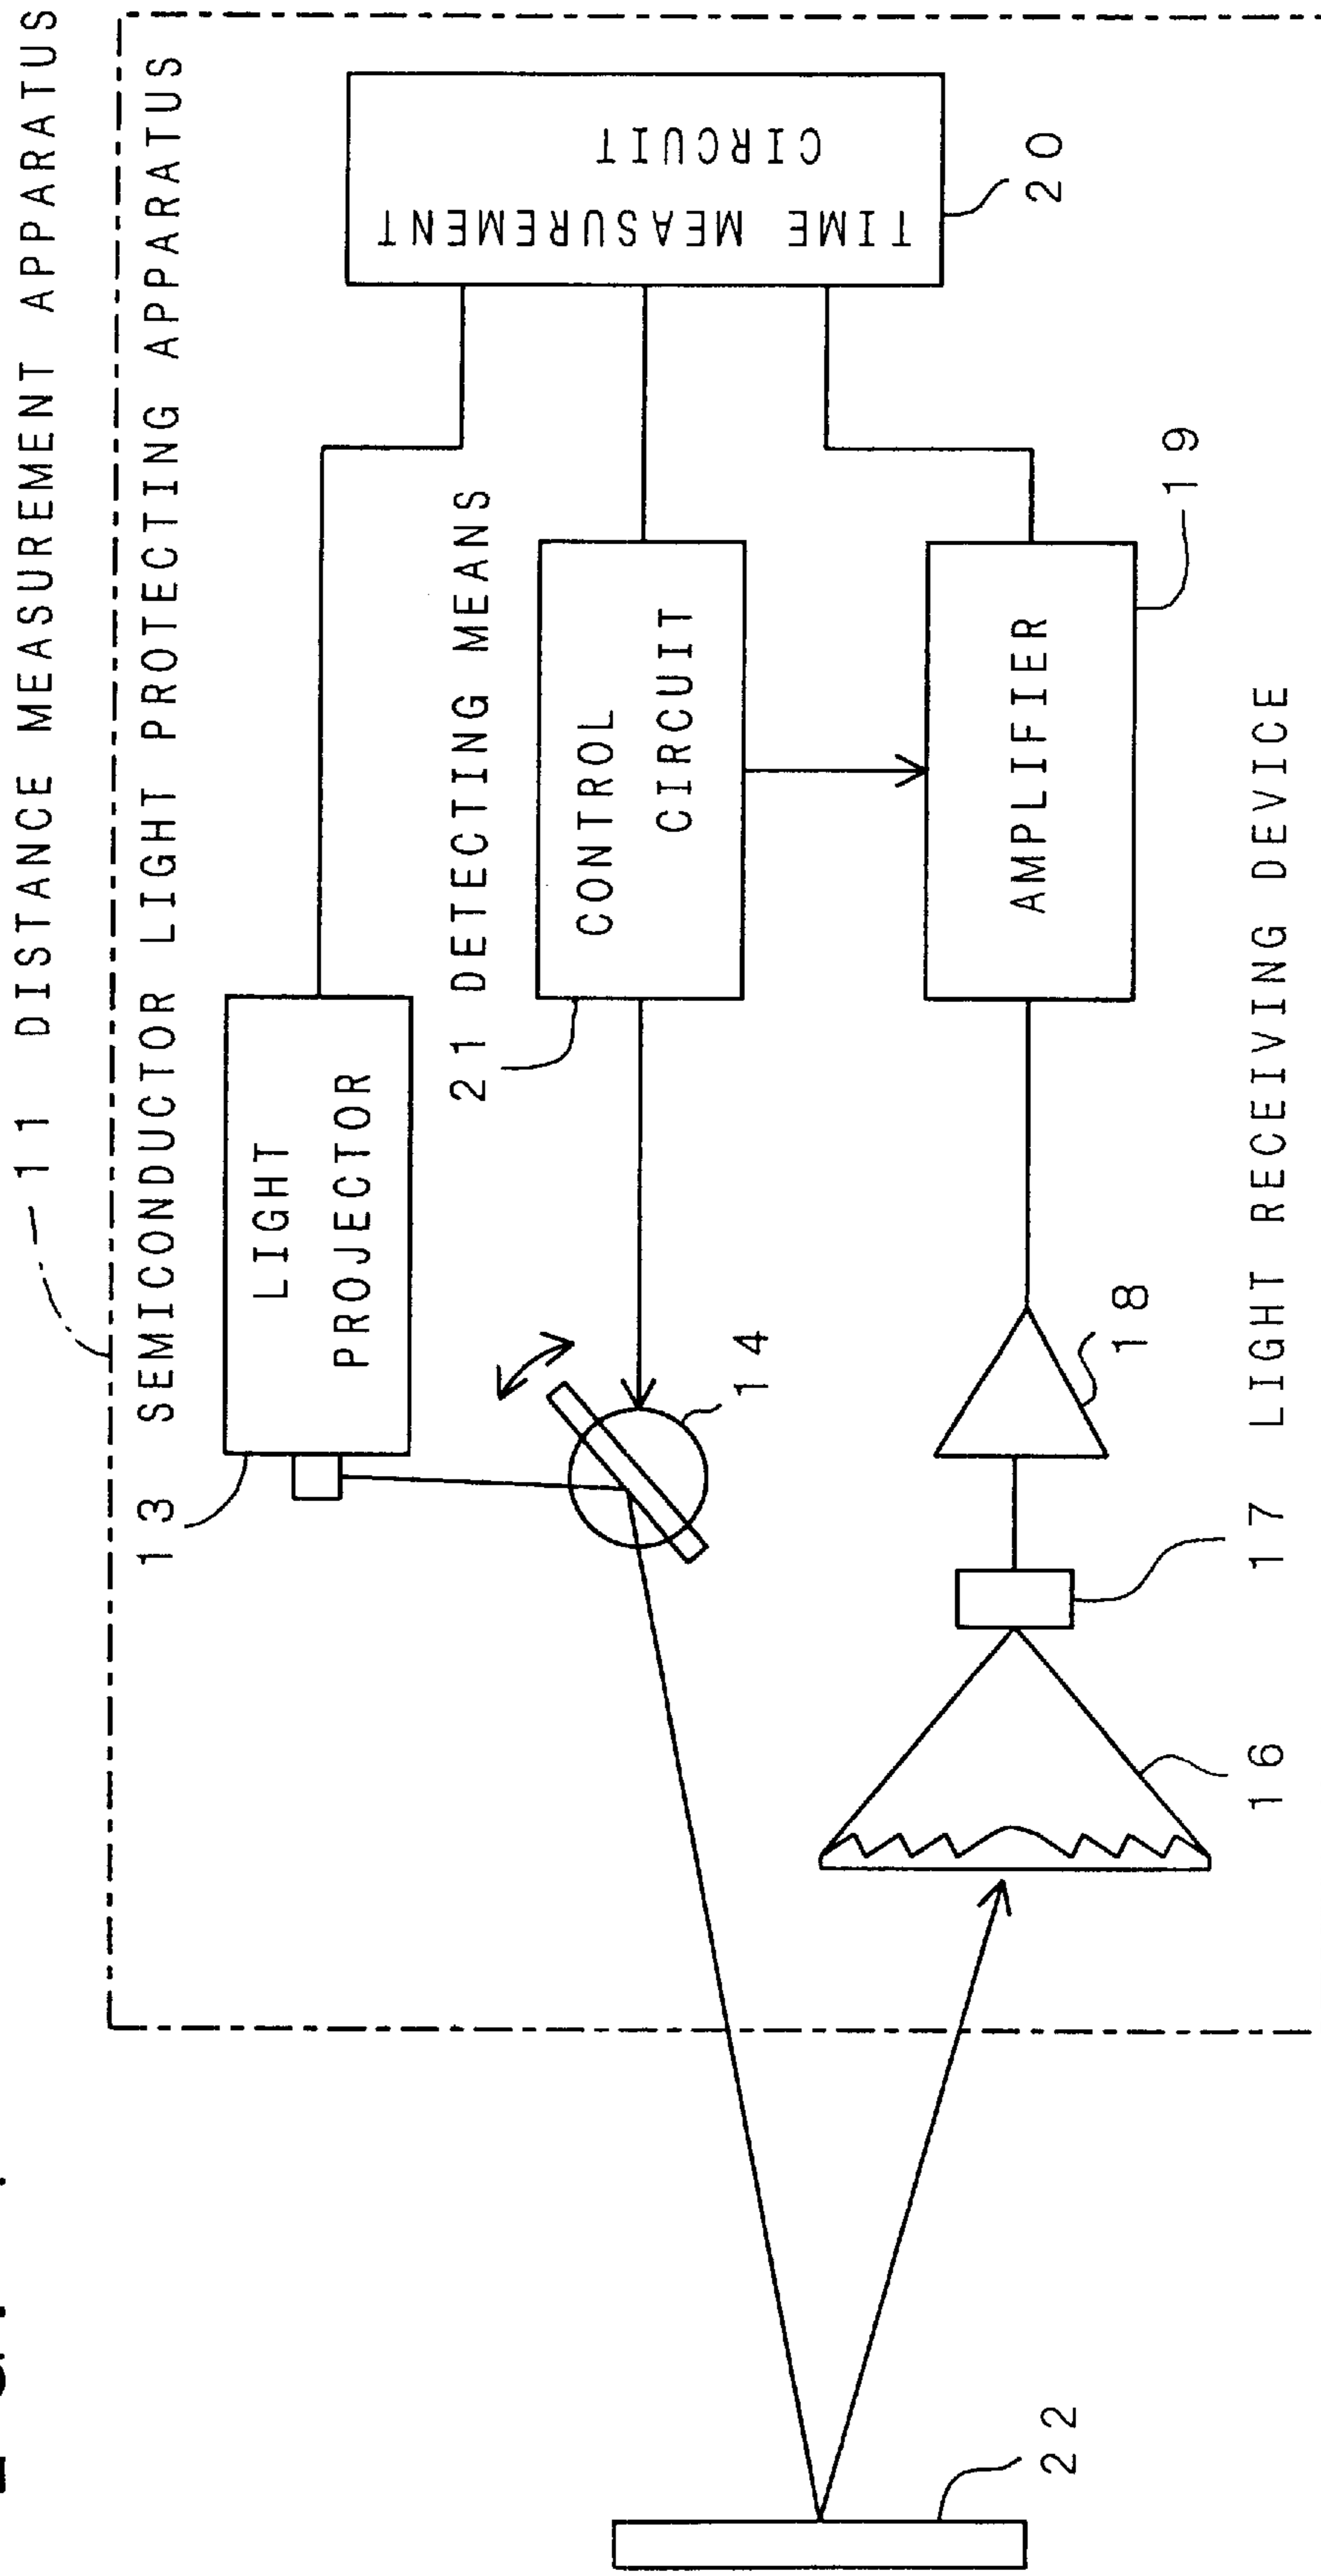 11 DISTANCE MEASUREMENT APPARATUS
13 SEMICONDUCTOR LIGHT PROTECTING APPARATUS
LIGHT
PROJECTOR
21 DETECTING MEANS
CONTROL
CIRCUIT
TIME MEASUREMENT
CIRCUIT
20
14
AMPLIFIER
19
18
17 LIGHT RECEIVING DEVICE
16
22